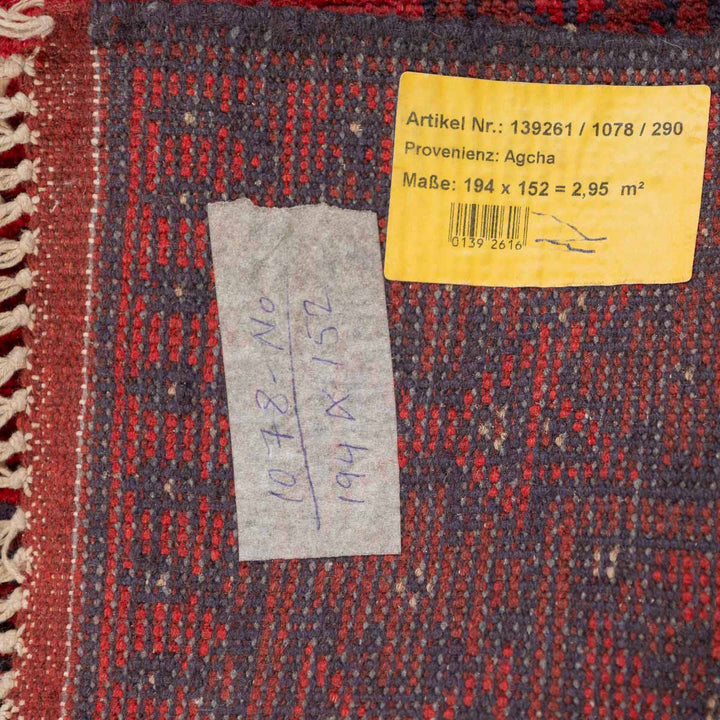 Artikel Nr.: 139261 / 1078 / 290
Provenienz: Agcha
Maße: 194 x 152 = 2,95 m²
0139 2616
1078-No
194 x 152